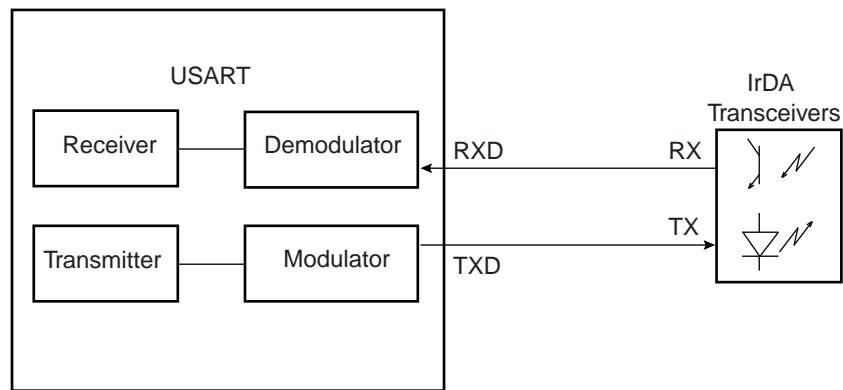 USART
IrDA
Transceivers
Receiver
Demodulator
RXD
RX
Transmitter
Modulator
TXD
TX